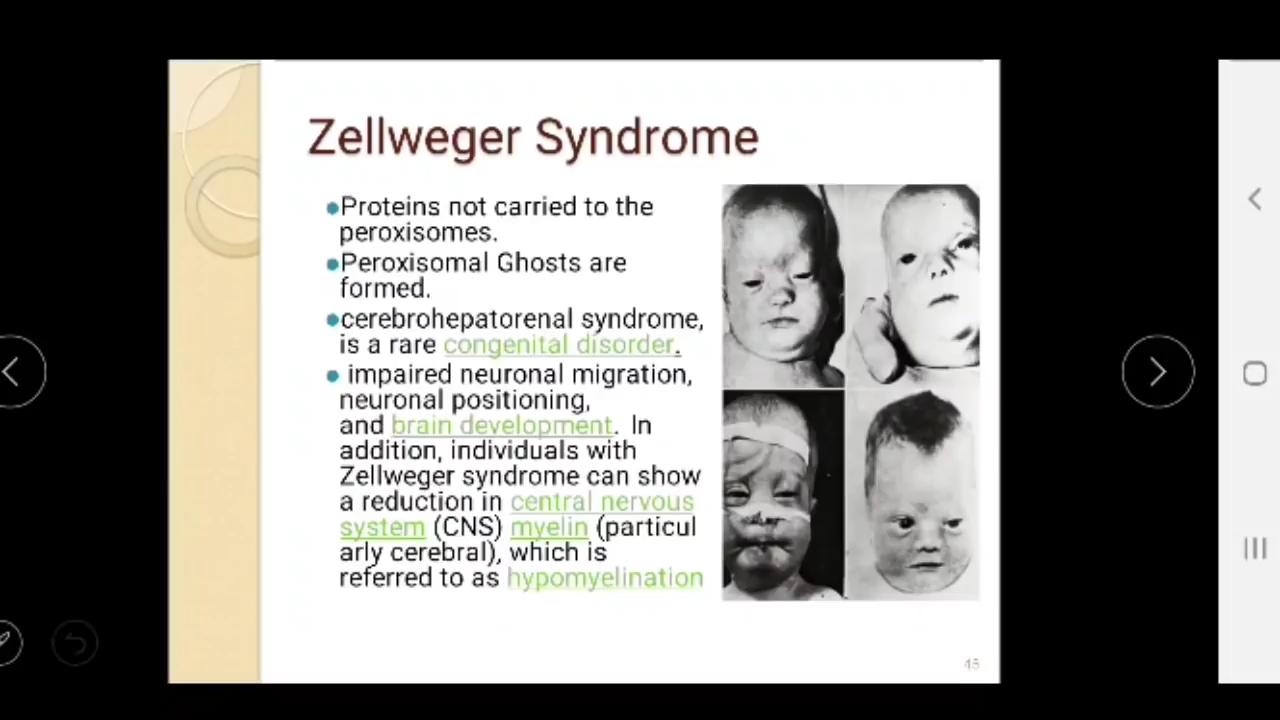 Zellweger Syndrome
Proteins not carried to the
peroxisomes.
Peroxisomal Ghosts are
formed.
cerebrohepatorenal syndrome,
is a rare congenital disorder.
impaired neuronal migration,
neuronal positioning,
and brain development. In
addition, individuals with
Zellweger syndrome can show
a reduction in central nervous
system (CNS) myelin (particul
arly cerebral), which is
referred to as hypomyelination
45